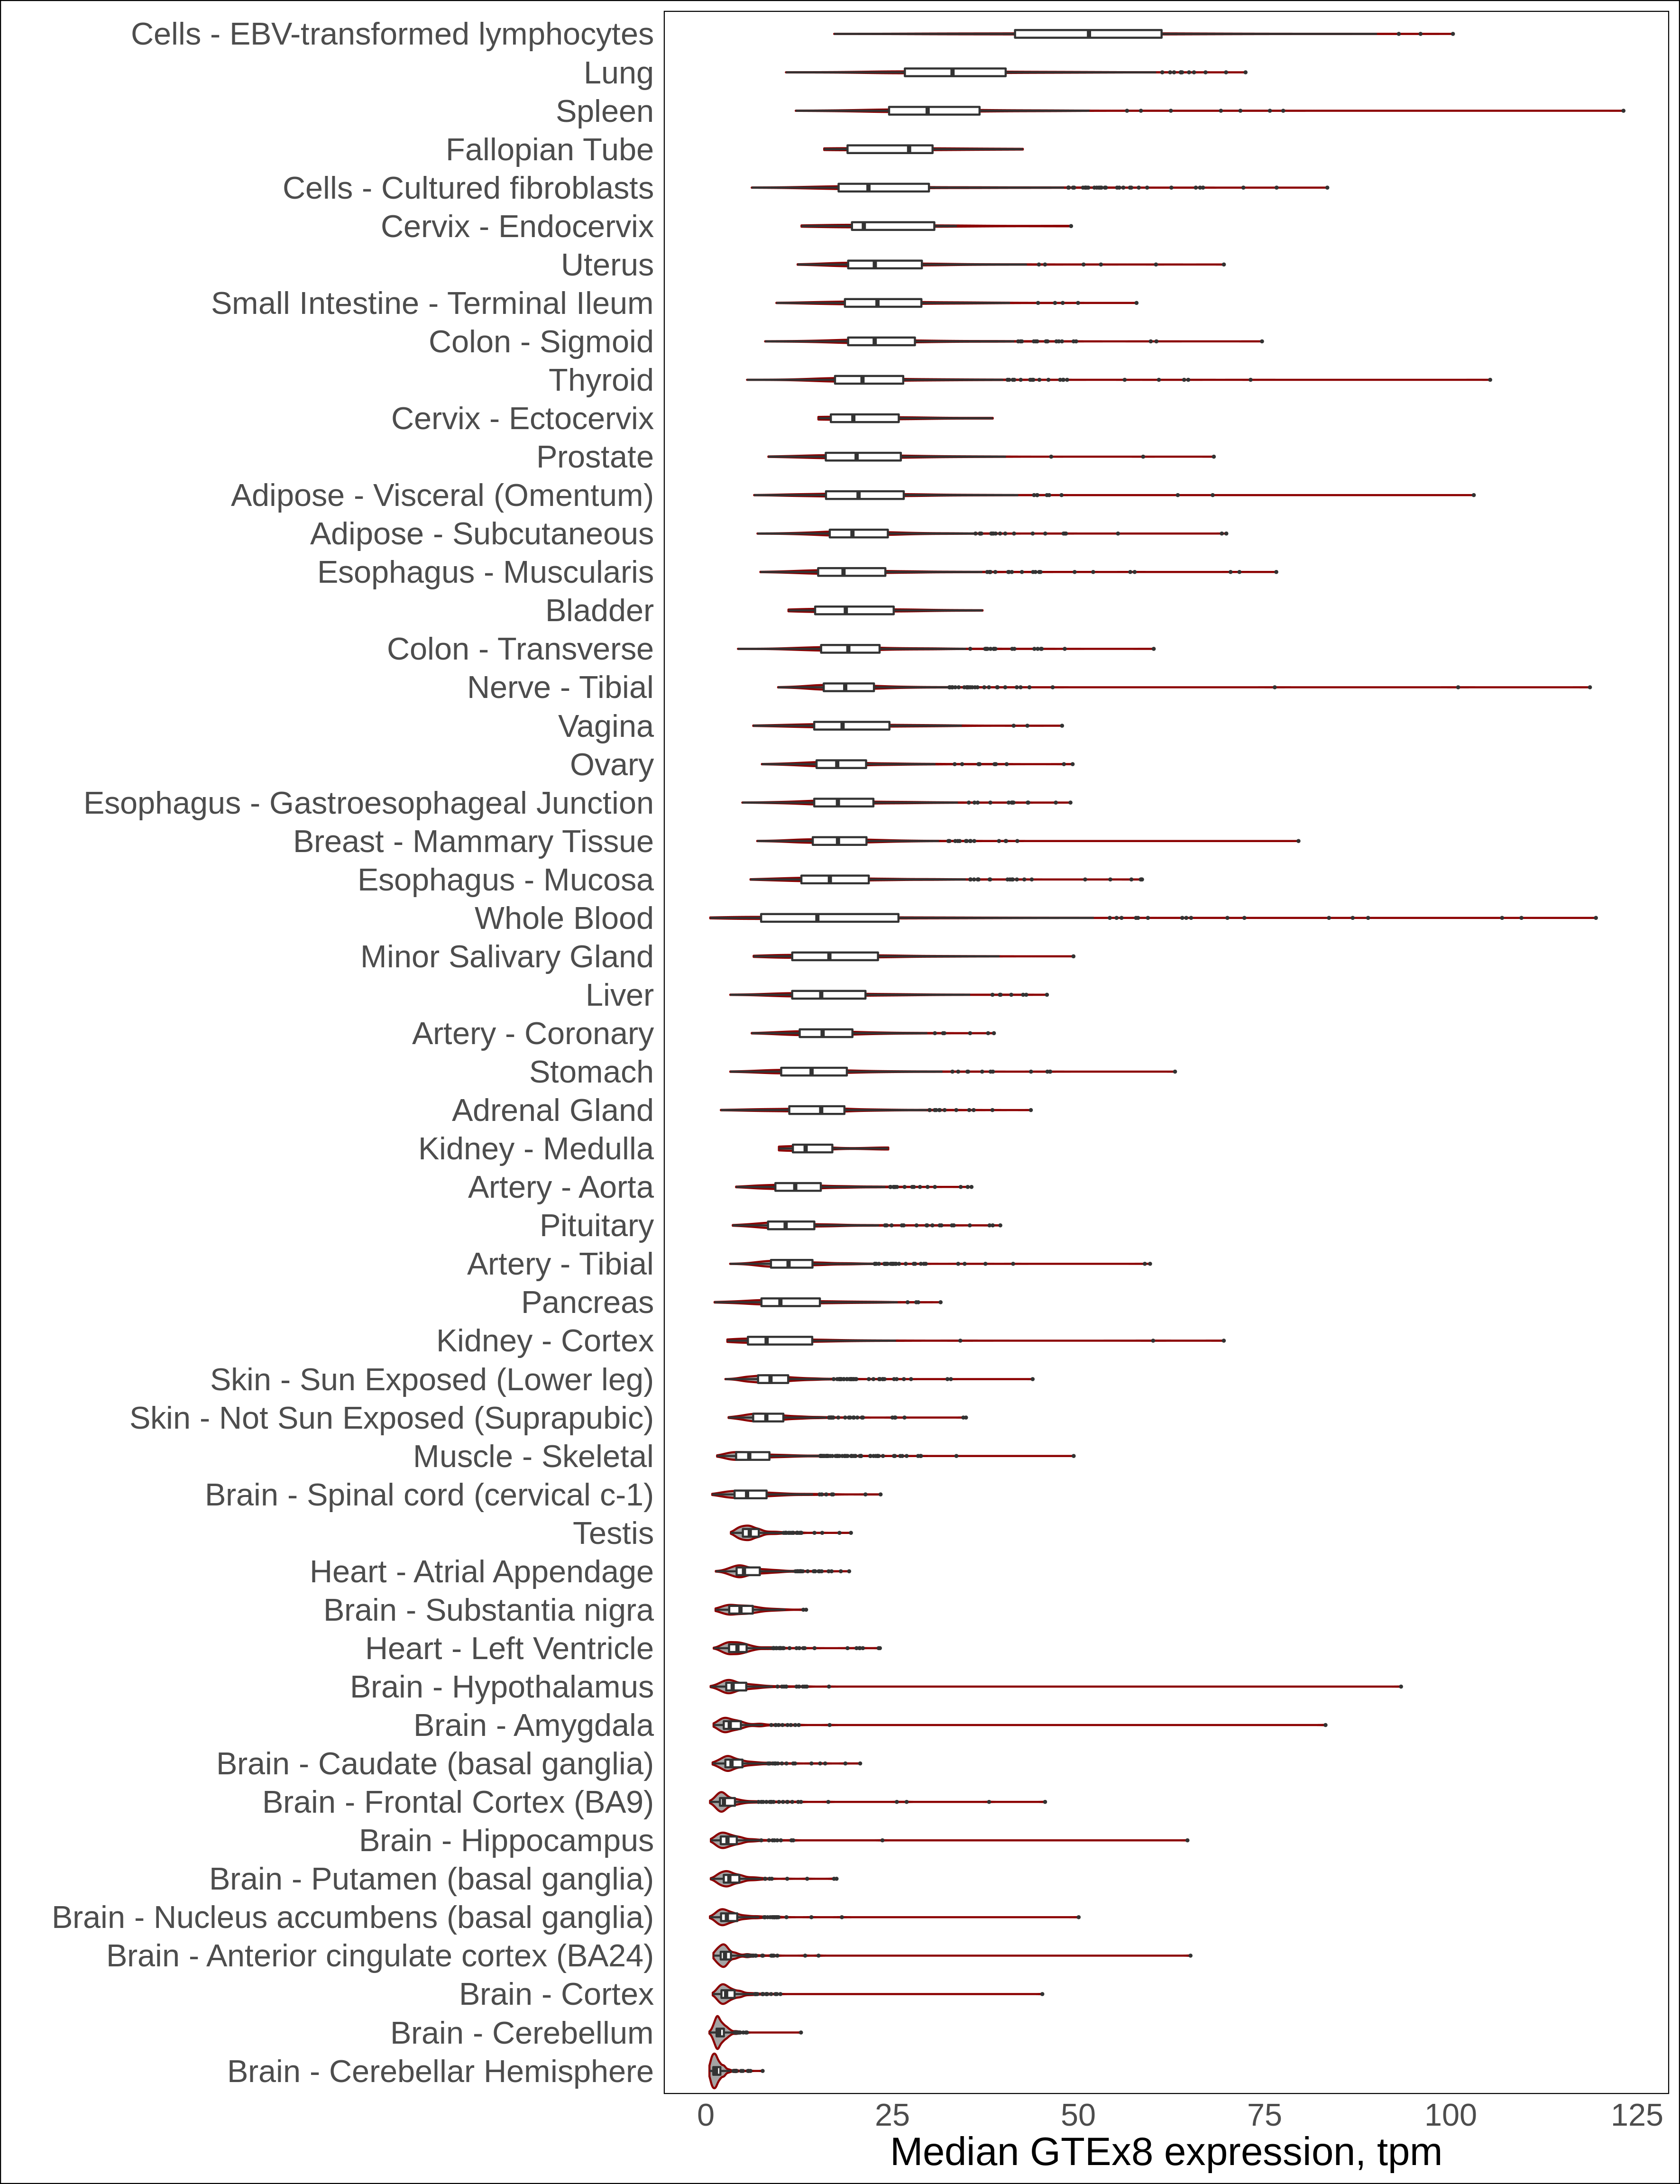 Cells - EBV-transformed lymphocytes
Lung
Spleen
Fallopian Tube
Cells - Cultured fibroblasts
Cervix - Endocervix
Uterus
Small Intestine - Terminal Ileum
Colon - Sigmoid
Thyroid
Cervix - Ectocervix
Prostate
Adipose - Visceral (Omentum)
Adipose - Subcutaneous
Esophagus - Muscularis
Bladder
Colon - Transverse
Nerve - Tibial
Vagina
Ovary
Esophagus - Gastroesophageal Junction
Breast - Mammary Tissue
Esophagus - Mucosa
Whole Blood
Minor Salivary Gland
Liver
Artery - Coronary
Stomach
Adrenal Gland
Kidney - Medulla
Artery - Aorta
Pituitary
Artery - Tibial
Pancreas
Kidney - Cortex
Skin - Sun Exposed (Lower leg)
Skin - Not Sun Exposed (Suprapubic)
Muscle - Skeletal
Brain - Spinal cord (cervical c-1)
Testis
Heart - Atrial Appendage
Brain - Substantia nigra
Heart - Left Ventricle
Brain - Hypothalamus
Brain - Amygdala
Brain - Caudate (basal ganglia)
Brain - Frontal Cortex (BA9)
Brain - Hippocampus
Brain - Putamen (basal ganglia)
Brain - Nucleus accumbens (basal ganglia)
Brain - Anterior cingulate cortex (BA24)
Brain - Cortex
Brain - Cerebellum
Brain - Cerebellar Hemisphere
0 25 50 75 100 125
Median GTEx8 expression, tpm